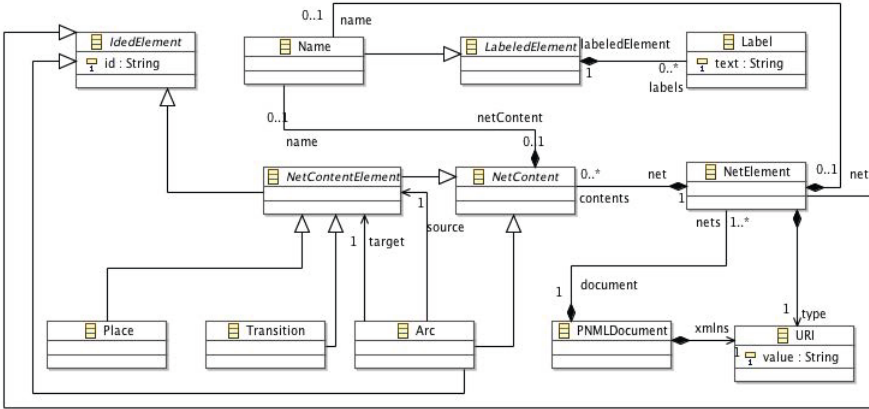 0..1
name
IdedElement
id : String
Name
LabeledElement
labeledElement
1
0..*
labels
Label
text : String
0..1
name
netContent
0..1
NetContentElement
NetContent
0..*
contents
net
1
NetElement
0..1
net
1
target
1
source
nets
1..*
document
1
1
type
Place
Transition
Arc
PNMLDocument
xmlns
1
URI
value : String